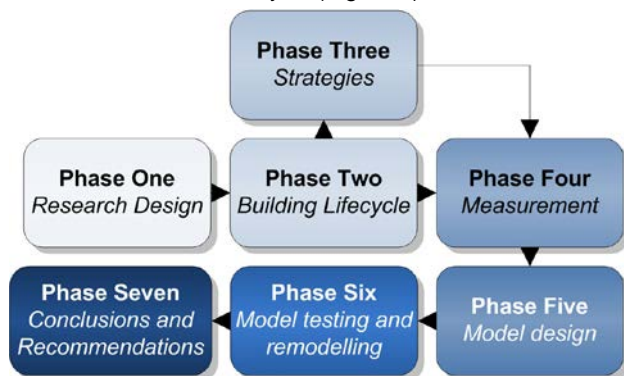 Phase Three
Strategies
Phase One
Research Design
Phase Two
Building Lifecycle
Phase Four
Measurement
Phase Seven
Conclusions and
Recommendations
Phase Six
Model testing and
remodelling
Phase Five
Model design